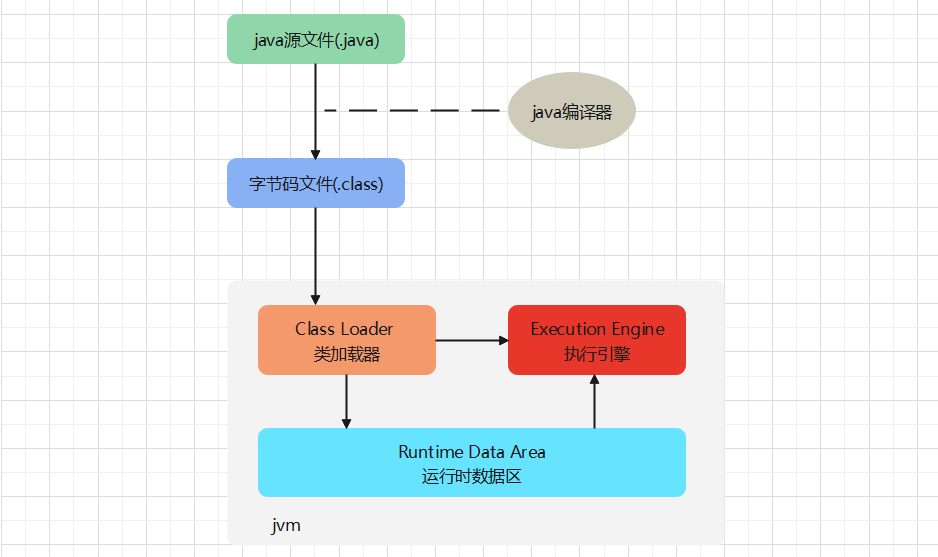 java源文件(.java)
java编译器
字节码文件(.class)
Class Loader
类加载器
Execution Engine
执行引擎
Runtime Data Area
运行时数据区
jvm